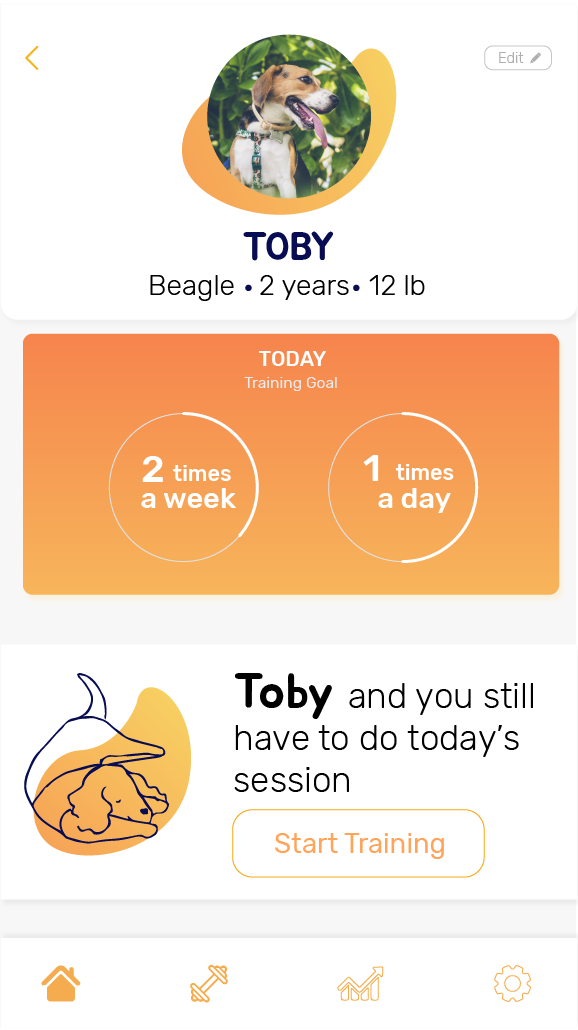 Edit
TOBY
Beagle • 2 years• 12 lb
TODAY
Training Goal
2 times
a week
1 times
a day
Toby and you still
have to do today’s
session
Start Training